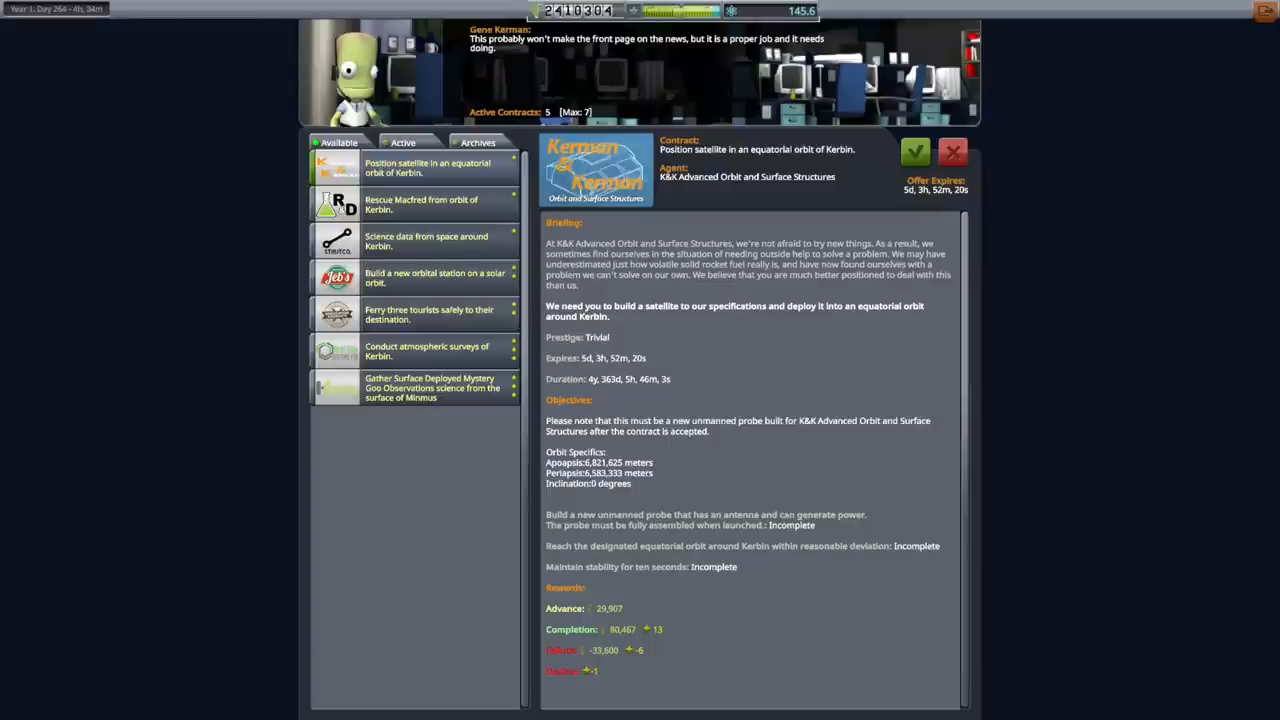 Year 1, Day 264 - 4h, 34m
2410304
145.6
Gene Kerman:
This probably won't make the front page on the news, but it is a proper job and it needs
doing.
Active Contracts: 5 [Max: 7]
Available
Active
Archives
Position satellite in an equatorial
orbit of Kerbin.
R&D
Rescue Macfred from orbit of
Kerbin.
STRUTCO.
Science data from space around
Kerbin.
Jeb's
Build a new orbital station on a solar
orbit.
Ferry three tourists safely to their
destination.
Conduct atmospheric surveys of
Kerbin.
Gather Surface Deployed Mystery
Goo Observations science from the
surface of Minmus
Kerman
&
Kerman
Orbit and Surface Structures
Contract:
Position satellite in an equatorial orbit of Kerbin.
Agent:
K&K Advanced Orbit and Surface Structures
Offer Expires:
5d, 3h, 52m, 20s
Briefing:
At K&K Advanced Orbit and Surface Structures, we're not afraid to try new things. As a result, we
sometimes find ourselves in the situation of needing outside help to solve a problem. We may have
underestimated just how volatile solid rocket fuel really is, and have now found ourselves with a
problem we can't solve on our own. We believe that you are much better positioned to deal with this
than us.
We need you to build a satellite to our specifications and deploy it into an equatorial orbit
around Kerbin.
Prestige: Trivial
Expires: 5d, 3h, 52m, 20s
Duration: 4y, 363d, 5h, 46m, 3s
Objectives:
Please note that this must be a new unmanned probe built for K&K Advanced Orbit and Surface
Structures after the contract is accepted.
Orbit Specifics:
Apoapsis:6,821,625 meters
Periapsis:6,583,333 meters
Inclination:0 degrees
Build a new unmanned probe that has an antenna and can generate power.
The probe must be fully assembled when launched.: Incomplete
Reach the designated equatorial orbit around Kerbin within reasonable deviation: Incomplete
Maintain stability for ten seconds: Incomplete
Rewards:
Advance: 29,907
Completion: 80,467 13
Failure: -33,600 -6
Decline: -1